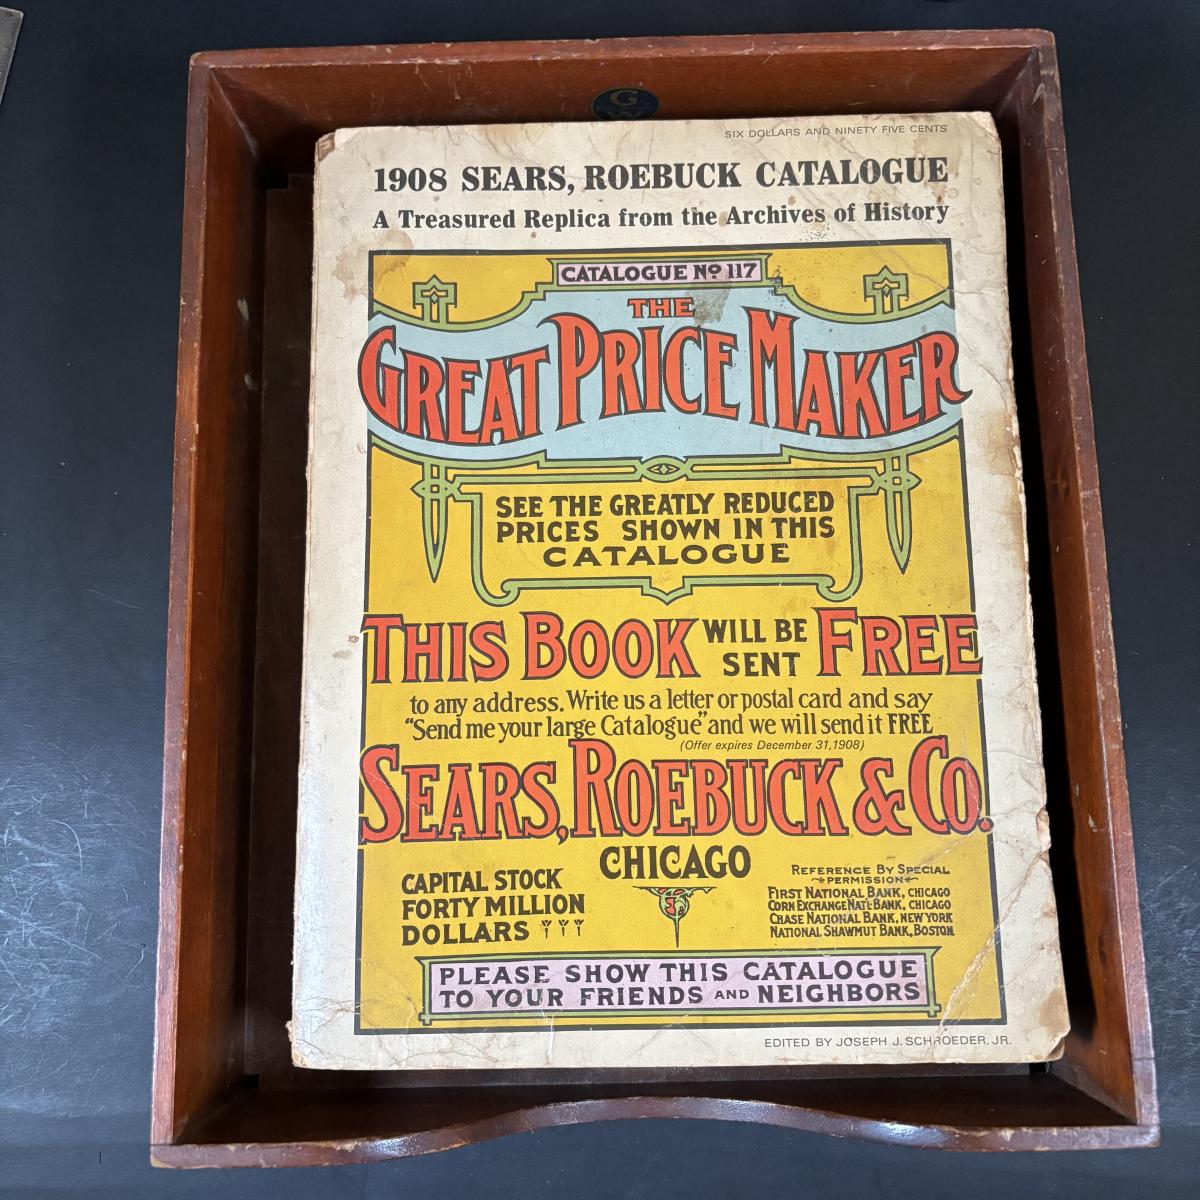 G
SIX DOLLARS AND NINETY FIVE CENTS
1908 SEARS, ROEBUCK CATALOGUE
A Treasured Replica from the Archives of History
CATALOGUE No 117
THE
GREAT PRICE MAKER
SEE THE GREATLY REDUCED
PRICES SHOWN IN THIS
CATALOGUE
THIS BOOK WILL BE SENT FREE
to any address. Write us a letter or postal card and say
"Send me your large Catalogue" and we will send it FREE
(Offer expires December 31, 1908)
SEARS, ROEBUCK & CO.
CHICAGO
CAPITAL STOCK
FORTY MILLION
DOLLARS
REFERENCE BY SPECIAL
PERMISSION
FIRST NATIONAL BANK, CHICAGO
CORN EXCHANGE NAT'L BANK, CHICAGO
CHASE NATIONAL BANK, NEW YORK
NATIONAL SHAWMUT BANK, BOSTON
PLEASE SHOW THIS CATALOGUE
TO YOUR FRIENDS AND NEIGHBORS
EDITED BY JOSEPH J. SCHROEDER, JR.